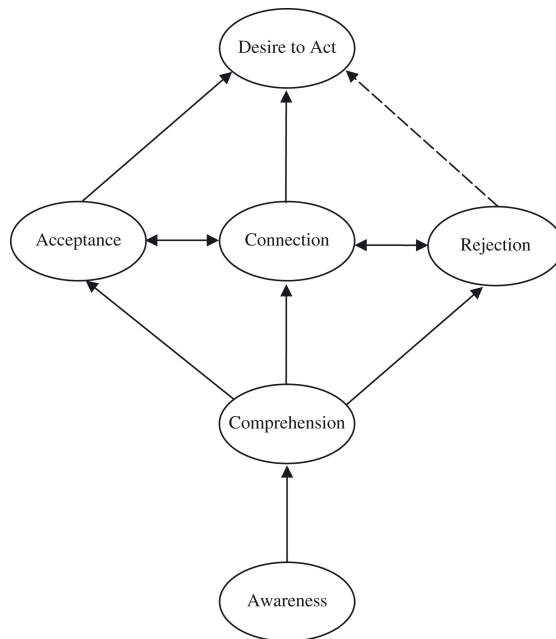 Desire to Act
Acceptance
Connection
Rejection
Comprehension
Awareness